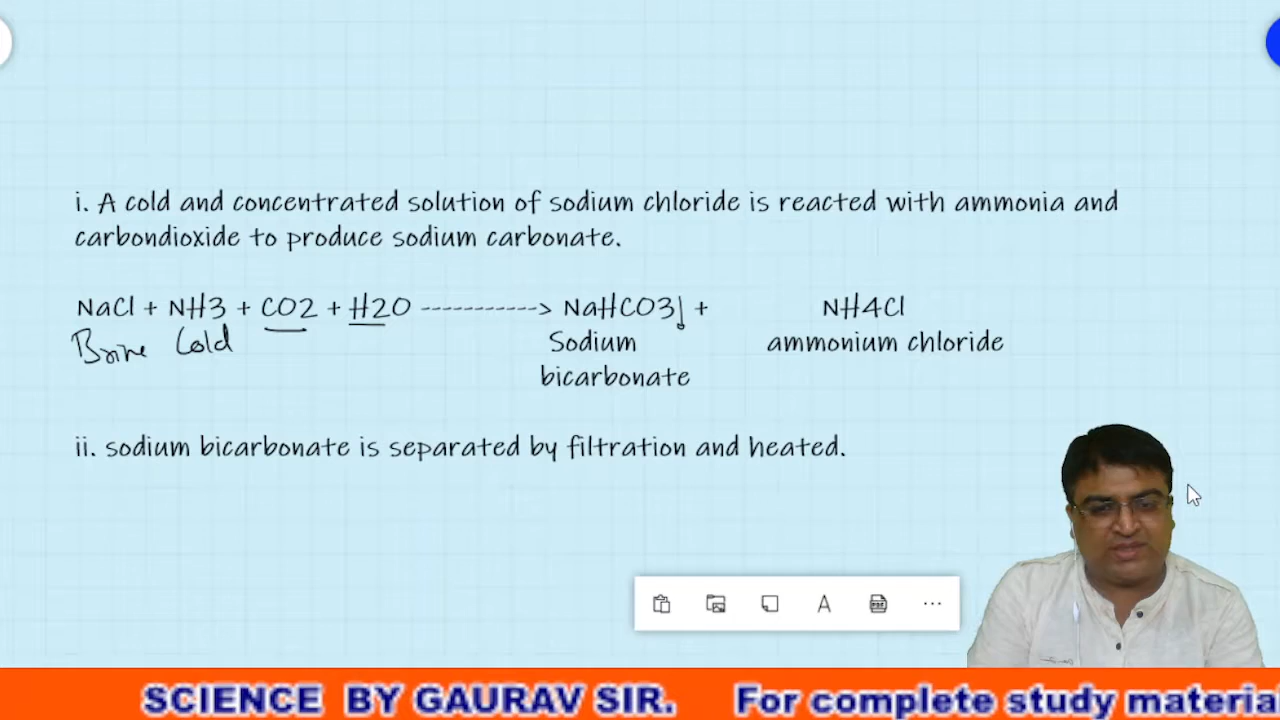 i. A cold and concentrated solution of sodium chloride is reacted with ammonia and
carbondioxide to produce sodium carbonate.
NaCl + NH3 + CO2 + H2O -----------> NaHCO3↓ + NH4Cl
Brine Cold
Sodium ammonium chloride
bicarbonate
ii. sodium bicarbonate is separated by filtration and heated.
A
PDF
...
SCIENCE BY GAURAV SIR. For complete study materia